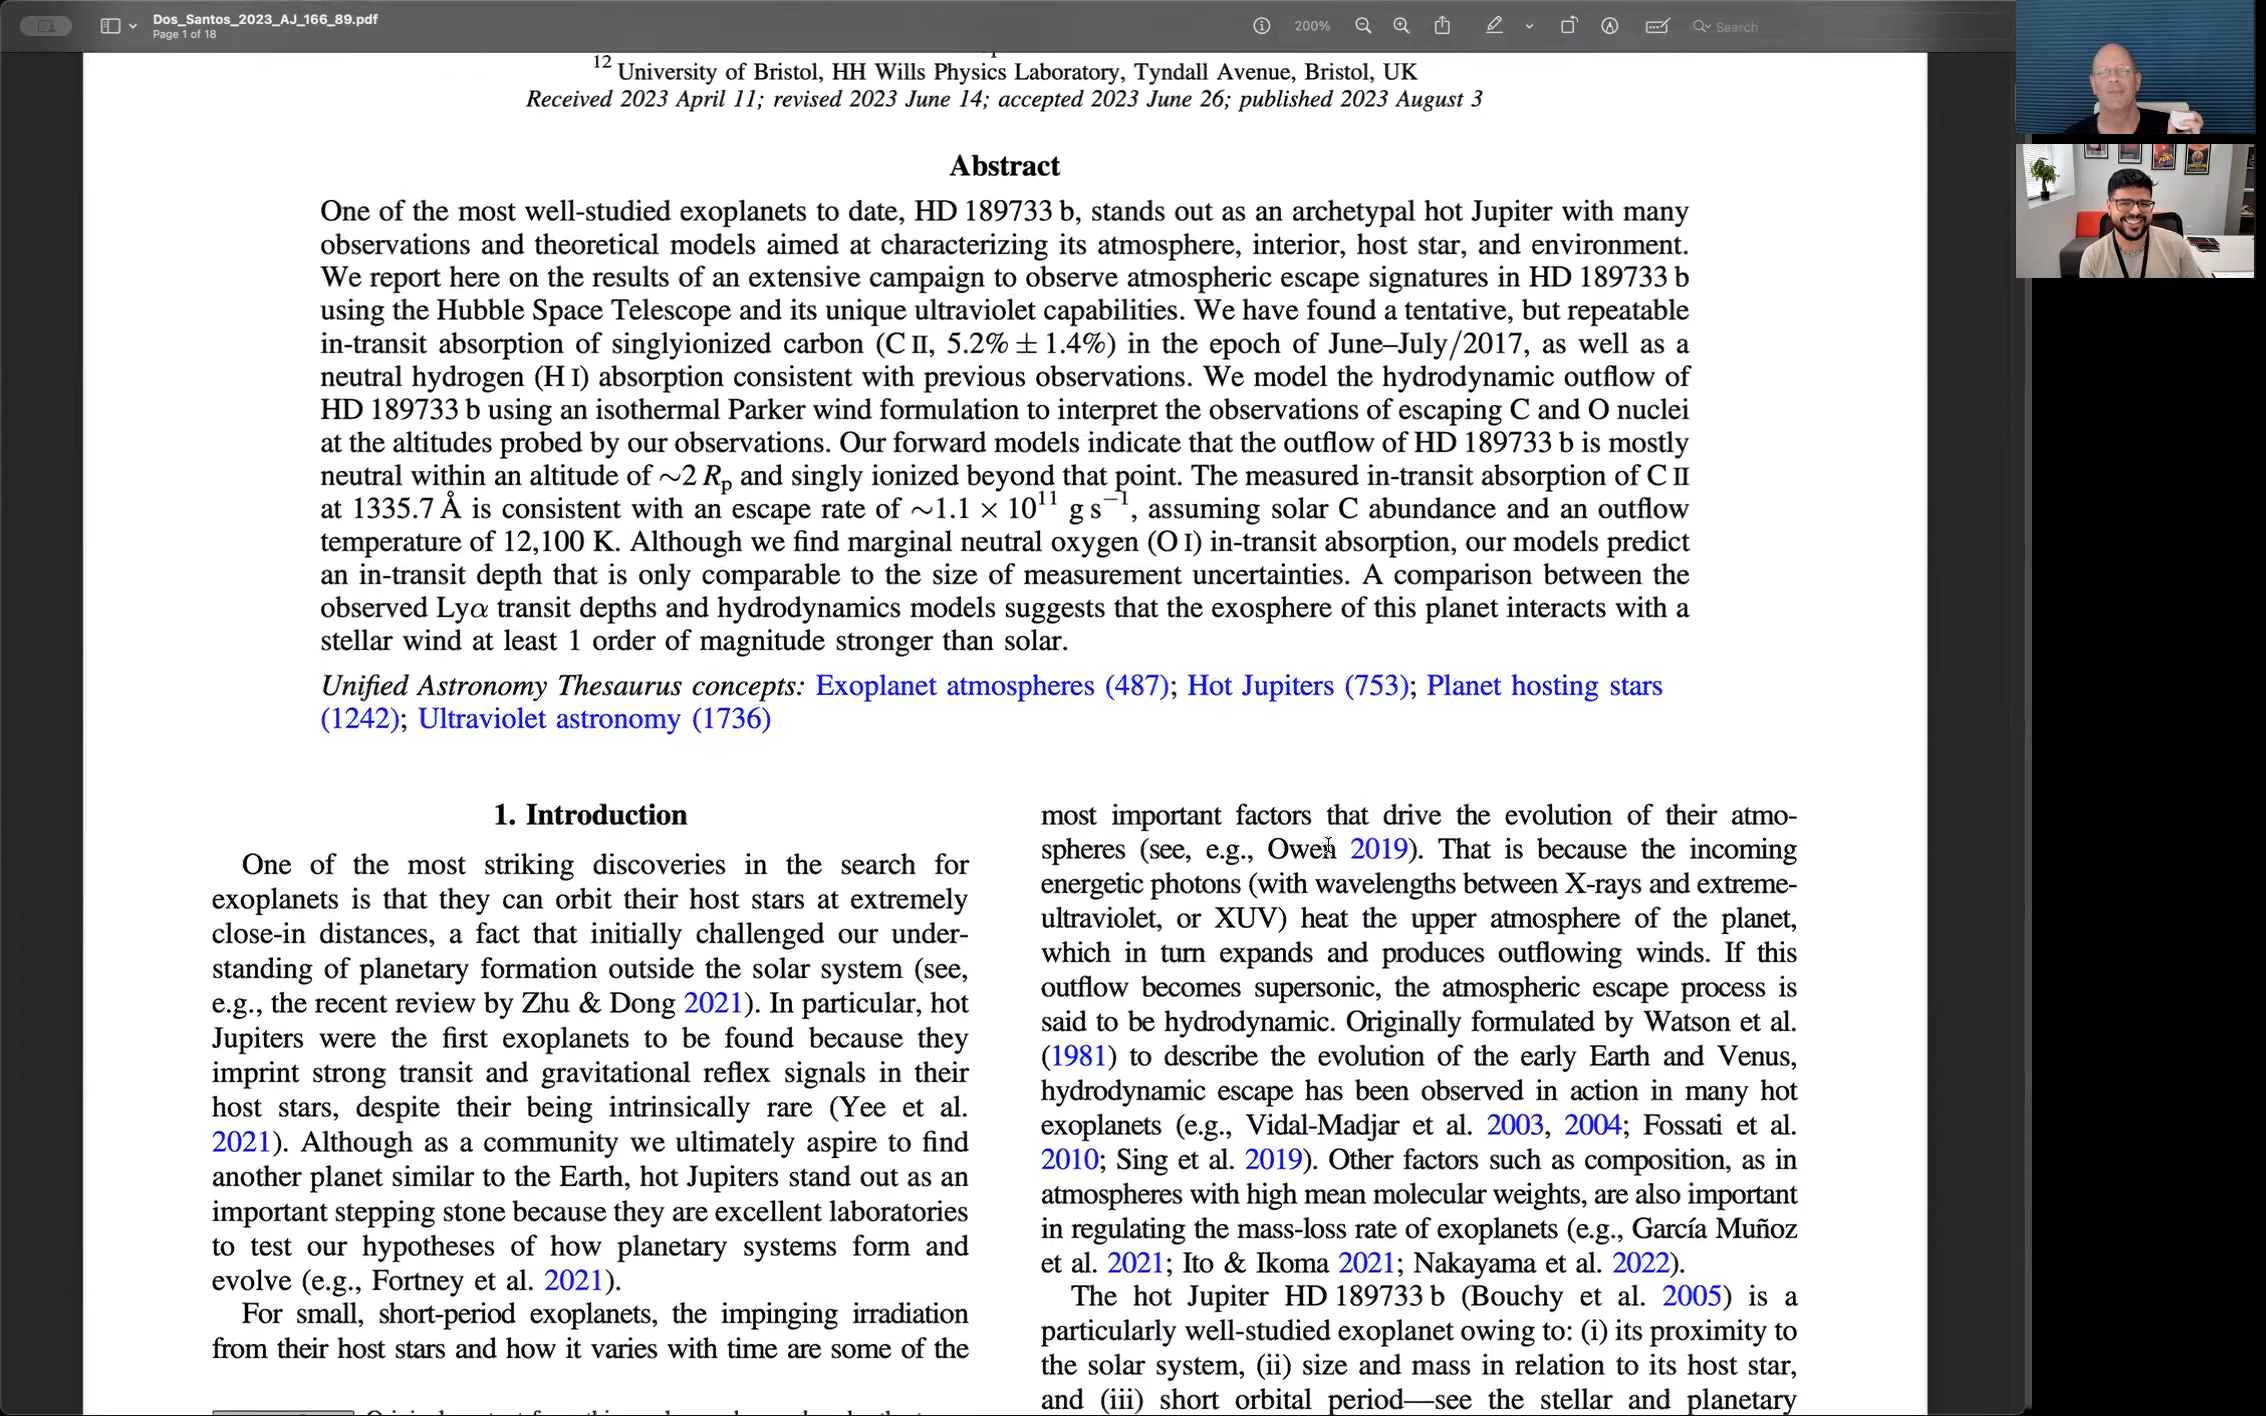 Dos_Santos_2023_AJ_166_89.pdf
Page 1 of 18
200%
Search
12 University of Bristol, HH Wills Physics Laboratory, Tyndall Avenue, Bristol, UK
Received 2023 April 11; revised 2023 June 14; accepted 2023 June 26; published 2023 August 3
Abstract
One of the most well-studied exoplanets to date, HD 189733 b, stands out as an archetypal hot Jupiter with many
observations and theoretical models aimed at characterizing its atmosphere, interior, host star, and environment.
We report here on the results of an extensive campaign to observe atmospheric escape signatures in HD 189733 b
using the Hubble Space Telescope and its unique ultraviolet capabilities. We have found a tentative, but repeatable
in-transit absorption of singlyionized carbon (C II, 5.2% ± 1.4%) in the epoch of June–July/2017, as well as a
neutral hydrogen (H I) absorption consistent with previous observations. We model the hydrodynamic outflow of
HD 189733 b using an isothermal Parker wind formulation to interpret the observations of escaping C and O nuclei
at the altitudes probed by our observations. Our forward models indicate that the outflow of HD 189733 b is mostly
neutral within an altitude of ∼2 Rp and singly ionized beyond that point. The measured in-transit absorption of C II
at 1335.7 Å is consistent with an escape rate of ∼1.1 × 10¹¹ g s⁻¹, assuming solar C abundance and an outflow
temperature of 12,100 K. Although we find marginal neutral oxygen (O I) in-transit absorption, our models predict
an in-transit depth that is only comparable to the size of measurement uncertainties. A comparison between the
observed Lyα transit depths and hydrodynamics models suggests that the exosphere of this planet interacts with a
stellar wind at least 1 order of magnitude stronger than solar.
Unified Astronomy Thesaurus concepts: Exoplanet atmospheres (487); Hot Jupiters (753); Planet hosting stars
(1242); Ultraviolet astronomy (1736)
1. Introduction
One of the most striking discoveries in the search for
exoplanets is that they can orbit their host stars at extremely
close-in distances, a fact that initially challenged our under-
standing of planetary formation outside the solar system (see,
e.g., the recent review by Zhu & Dong 2021). In particular, hot
Jupiters were the first exoplanets to be found because they
imprint strong transit and gravitational reflex signals in their
host stars, despite their being intrinsically rare (Yee et al.
2021). Although as a community we ultimately aspire to find
another planet similar to the Earth, hot Jupiters stand out as an
important stepping stone because they are excellent laboratories
to test our hypotheses of how planetary systems form and
evolve (e.g., Fortney et al. 2021).
For small, short-period exoplanets, the impinging irradiation
from their host stars and how it varies with time are some of the
most important factors that drive the evolution of their atmo-
spheres (see, e.g., Owen 2019). That is because the incoming
energetic photons (with wavelengths between X-rays and extreme-
ultraviolet, or XUV) heat the upper atmosphere of the planet,
which in turn expands and produces outflowing winds. If this
outflow becomes supersonic, the atmospheric escape process is
said to be hydrodynamic. Originally formulated by Watson et al.
(1981) to describe the evolution of the early Earth and Venus,
hydrodynamic escape has been observed in action in many hot
exoplanets (e.g., Vidal-Madjar et al. 2003, 2004; Fossati et al.
2010; Sing et al. 2019). Other factors such as composition, as in
atmospheres with high mean molecular weights, are also important
in regulating the mass-loss rate of exoplanets (e.g., García Muñoz
et al. 2021; Ito & Ikoma 2021; Nakayama et al. 2022).
The hot Jupiter HD 189733 b (Bouchy et al. 2005) is a
particularly well-studied exoplanet owing to: (i) its proximity to
the solar system, (ii) size and mass in relation to its host star,
and (iii) short orbital period—see the stellar and planetary